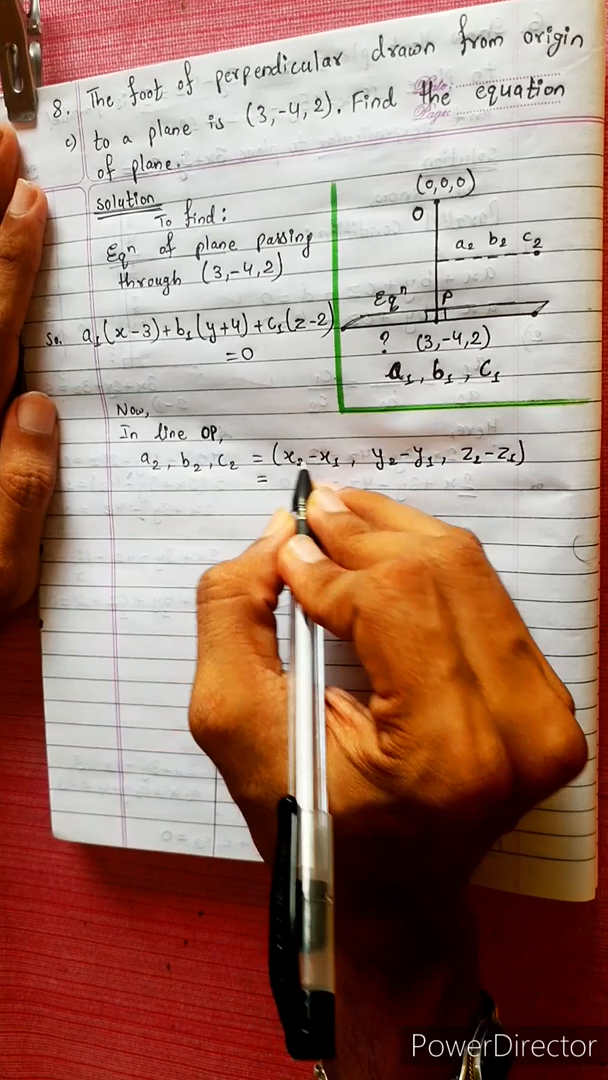 8. The foot of perpendicular drawn from origin
c) to a plane is (3,-4,2). Find the equation
of plane.
Date:
Page:
Solution
To find:
Eqⁿ of plane passing
through (3,-4,2)
So, a₁(x-3)+b₁(y+4)+c₁(z-2)
=0
(0,0,0)
O
a₂ b₂ c₂
Eqⁿ P
? (3,-4,2)
a₁, b₁, c₁
Now,
In line OP,
a₂, b₂, c₂ = (x₂-x₁, y₂-y₁, z₂-z₁)
=
PowerDirector